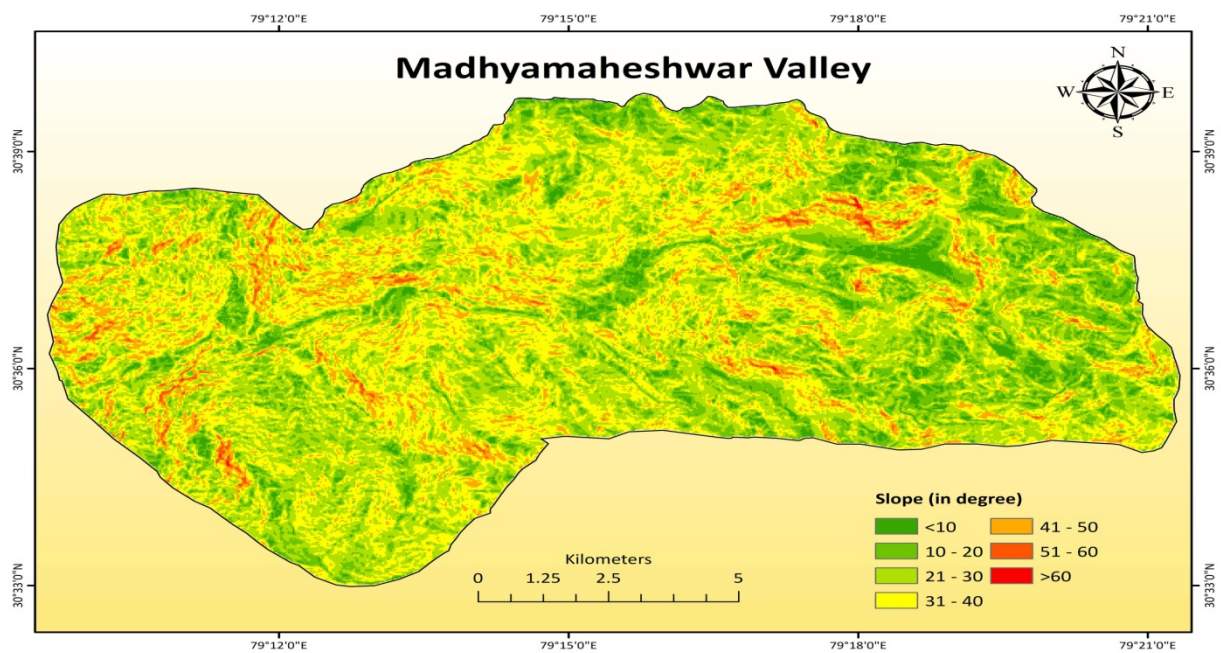 79°12'0"E 79°15'0"E 79°18'0"E 79°21'0"E
Madhyamaheshwar Valley
N
W E
S
30°39'0"N 30°39'0"N
30°36'0"N 30°36'0"N
Slope (in degree)
<10 41 - 50
10 - 20 51 - 60
21 - 30 >60
31 - 40
Kilometers
0 1.25 2.5 5
30°33'0"N 30°33'0"N
79°12'0"E 79°15'0"E 79°18'0"E 79°21'0"E